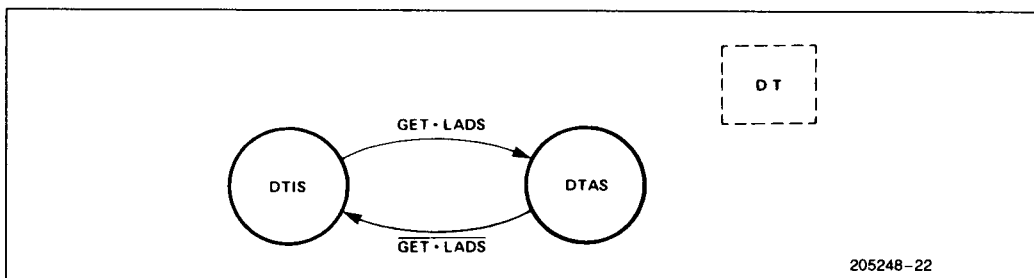 DT
GET · LADS
DTIS
DTAS
GET · LADS
205248-22